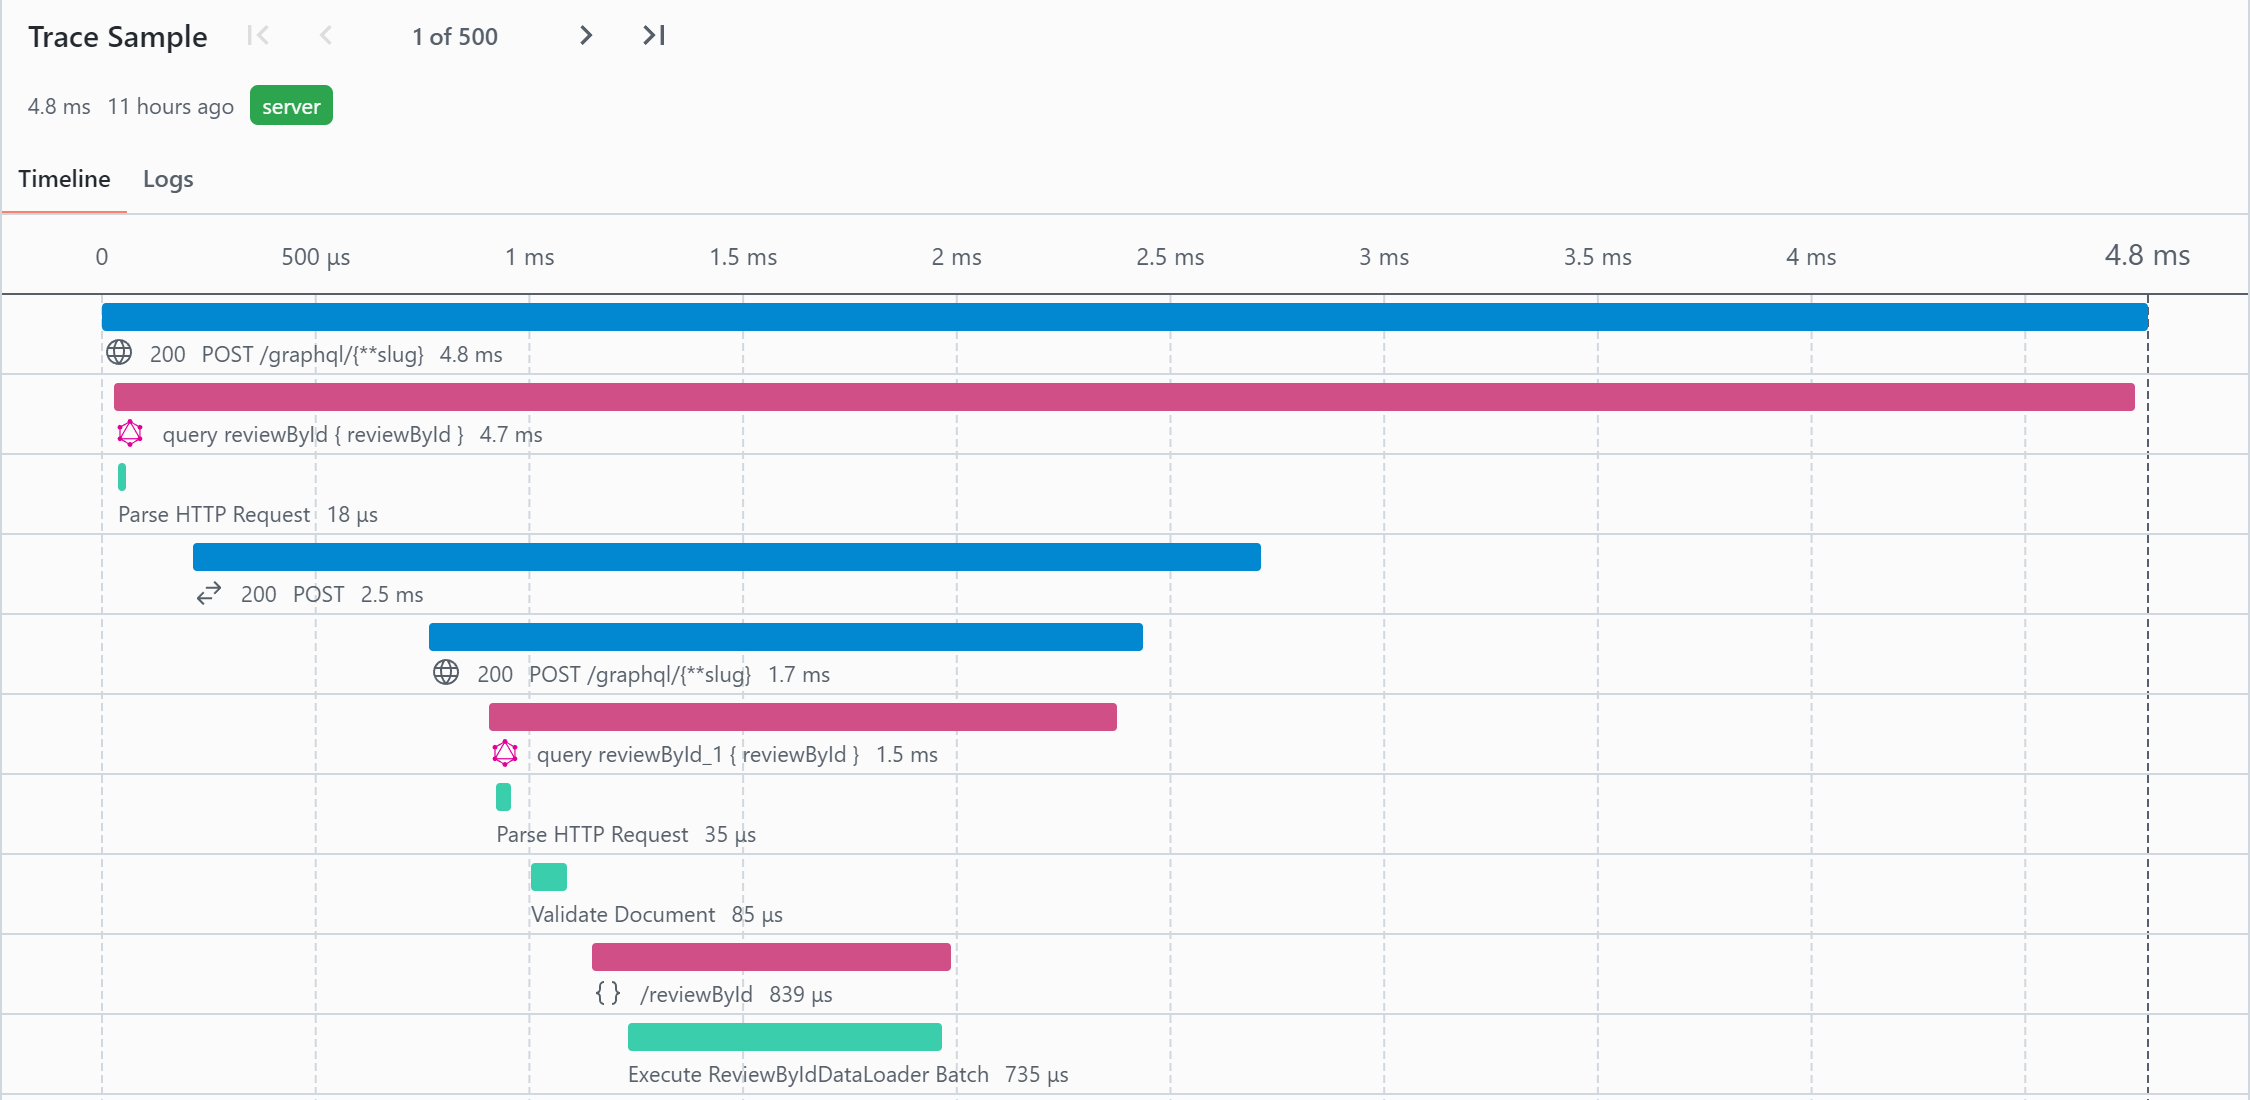 Trace Sample 1 of 500
4.8 ms 11 hours ago server
Timeline Logs
0 500 µs 1 ms 1.5 ms 2 ms 2.5 ms 3 ms 3.5 ms 4 ms 4.8 ms
200 POST /graphql/{**slug} 4.8 ms
query reviewById { reviewById } 4.7 ms
Parse HTTP Request 18 µs
200 POST 2.5 ms
200 POST /graphql/{**slug} 1.7 ms
query reviewById_1 { reviewById } 1.5 ms
Parse HTTP Request 35 µs
Validate Document 85 µs
{ } /reviewById 839 µs
Execute ReviewByIdDataLoader Batch 735 µs